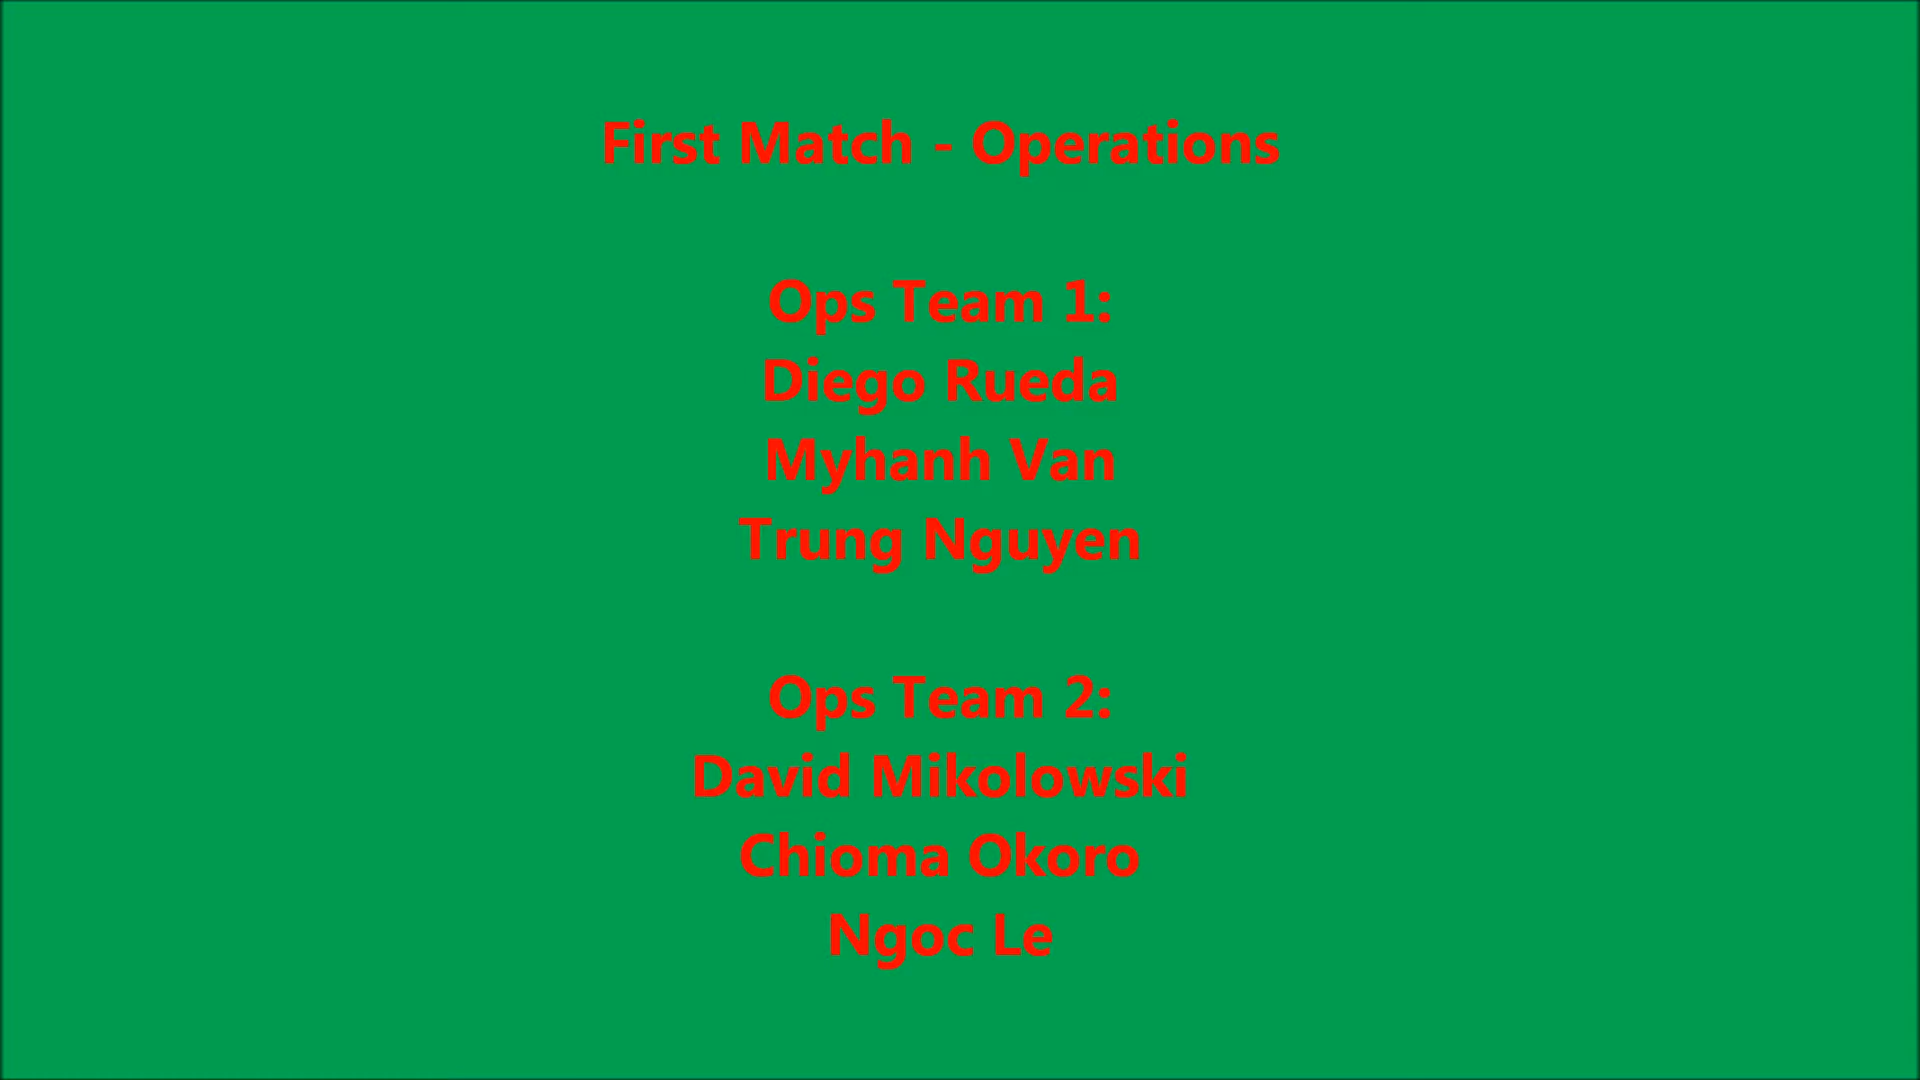 First Match - Operations
Ops Team 1:
Diego Rueda
Myhanh Van
Trung Nguyen
Ops Team 2:
David Mikolowski
Chioma Okoro
Ngoc Le